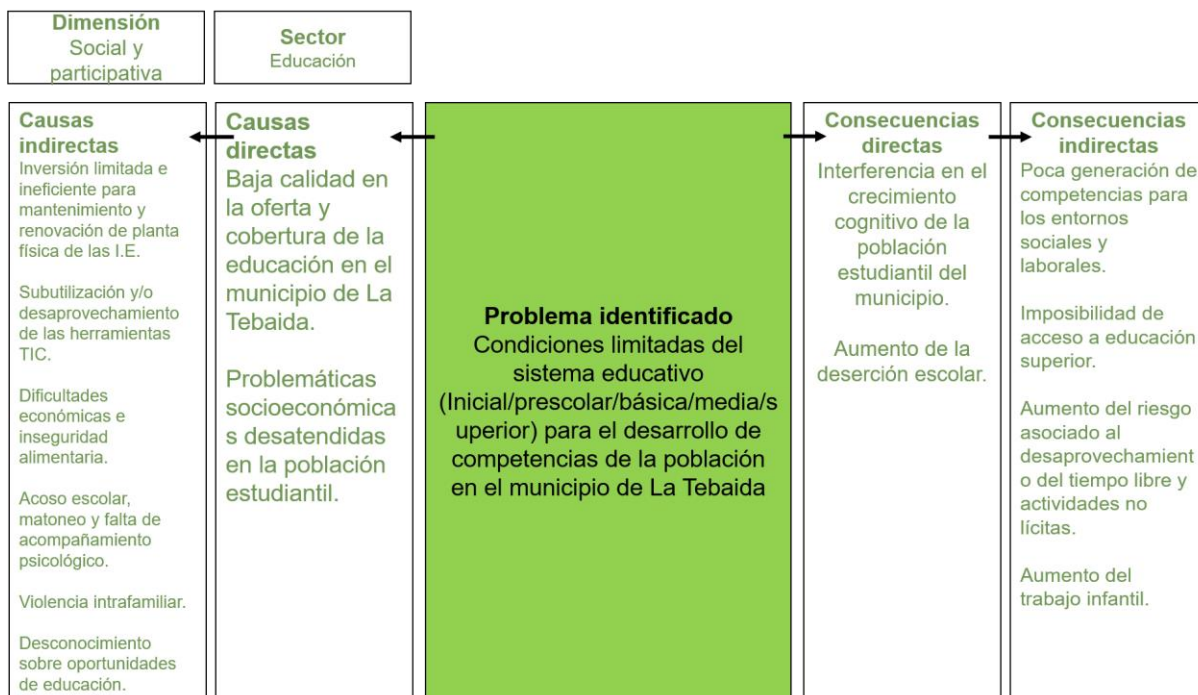 Dimensión
Social y
participativa
Sector
Educación
Causas
indirectas
Inversión limitada e
ineficiente para
mantenimiento y
renovación de planta
física de las I.E.
Subutilización y/o
desaprovechamiento
de las herramientas
TIC.
Dificultades
económicas e
inseguridad
alimentaria.
Acoso escolar,
matoneo y falta de
acompañamiento
psicológico.
Violencia intrafamiliar.
Desconocimiento
sobre oportunidades
de educación.
Causas
directas
Baja calidad en
la oferta y
cobertura de la
educación en el
municipio de La
Tebaida.
Problemáticas
socioeconómica
s desatendidas
en la población
estudiantil.
Problema identificado
Condiciones limitadas del
sistema educativo
(Inicial/prescolar/básica/media/s
uperior) para el desarrollo de
competencias de la población
en el municipio de La Tebaida
Consecuencias
directas
Interferencia en el
crecimiento
cognitivo de la
población
estudiantil del
municipio.
Aumento de la
deserción escolar.
Consecuencias
indirectas
Poca generación de
competencias para
los entornos
sociales y
laborales.
Imposibilidad de
acceso a educación
superior.
Aumento del riesgo
asociado al
desaprovechamient
o del tiempo libre y
actividades no
lícitas.
Aumento del
trabajo infantil.